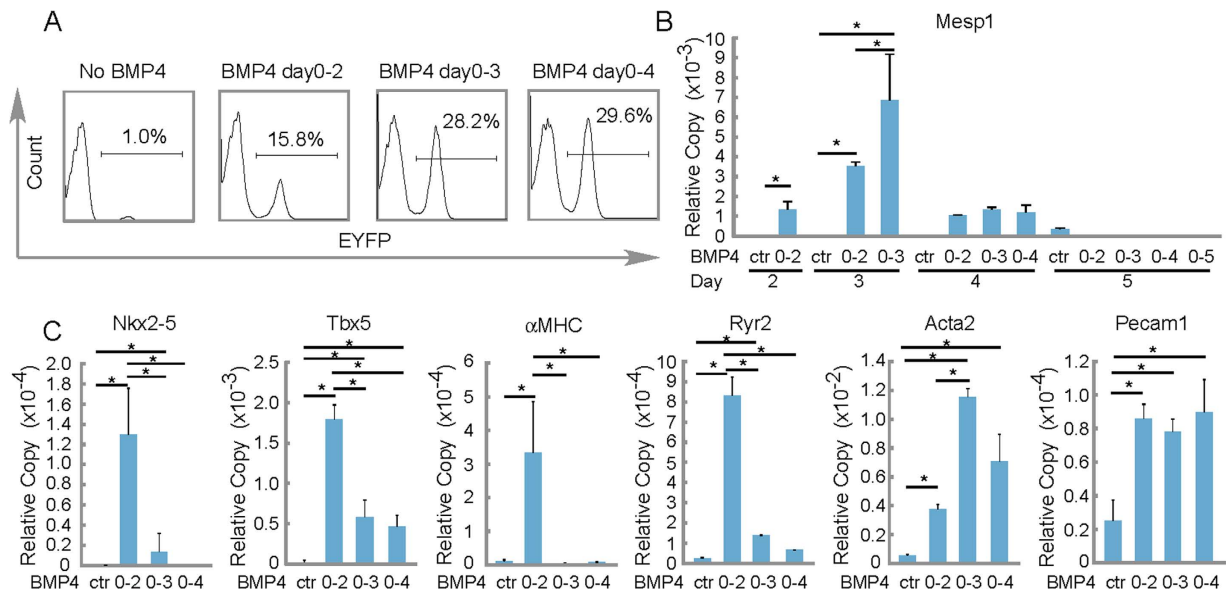 A
No BMP4
BMP4 day0-2
BMP4 day0-3
BMP4 day0-4
1.0%
15.8%
28.2%
29.6%
Count
EYFP
B
Mesp1
* * * *
Relative Copy (x10⁻³)
10
9
8
7
6
5
4
3
2
1
0
BMP4 ctr 0-2 ctr 0-2 0-3 ctr 0-2 0-3 0-4 ctr 0-2 0-3 0-4 0-5
Day 2 3 4 5
C
Nkx2-5
* * * *
Relative Copy (x10⁻⁴)
2.0
1.8
1.6
1.4
1.2
1.0
0.8
0.6
0.4
0.2
0
BMP4 ctr 0-2 0-3 0-4
Tbx5
* * * * *
Relative Copy (x10⁻³)
2.5
2.0
1.5
1.0
0.5
0
ctr 0-2 0-3 0-4
αMHC
* * *
Relative Copy (x10⁻⁴)
6
5
4
3
2
1
0
BMP4 ctr 0-2 0-3 0-4
Ryr2
* * * *
Relative Copy (x10⁻⁴)
10
8
6
4
2
0
BMP4 ctr 0-2 0-3 0-4
Acta2
* * * *
Relative Copy (x10⁻²)
1.4
1.2
1.0
0.8
0.6
0.4
0.2
0
BMP4 ctr 0-2 0-3 0-4
Pecam1
* * *
Relative Copy (x10⁻⁴)
1.2
1.0
0.8
0.6
0.4
0.2
0
BMP4 ctr 0-2 0-3 0-4